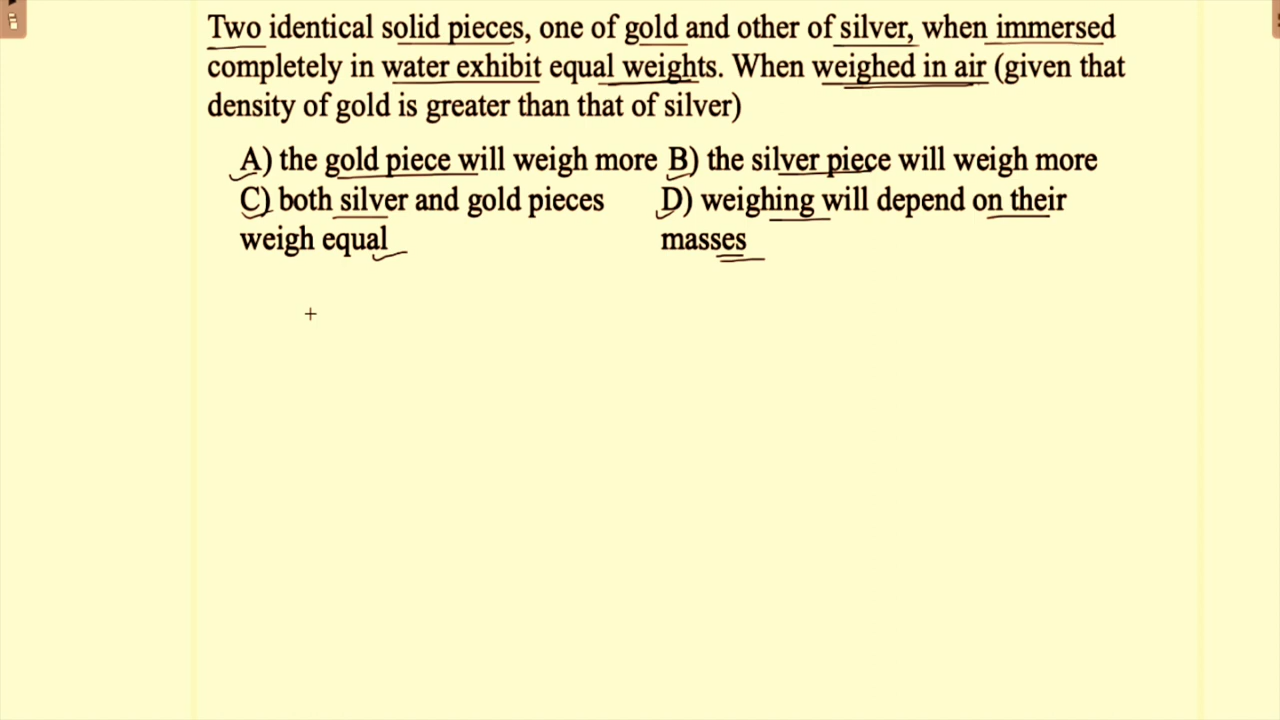 Two identical solid pieces, one of gold and other of silver, when immersed
completely in water exhibit equal weights. When weighed in air (given that
density of gold is greater than that of silver)
A) the gold piece will weigh more B) the silver piece will weigh more
C) both silver and gold pieces D) weighing will depend on their
weigh equal masses